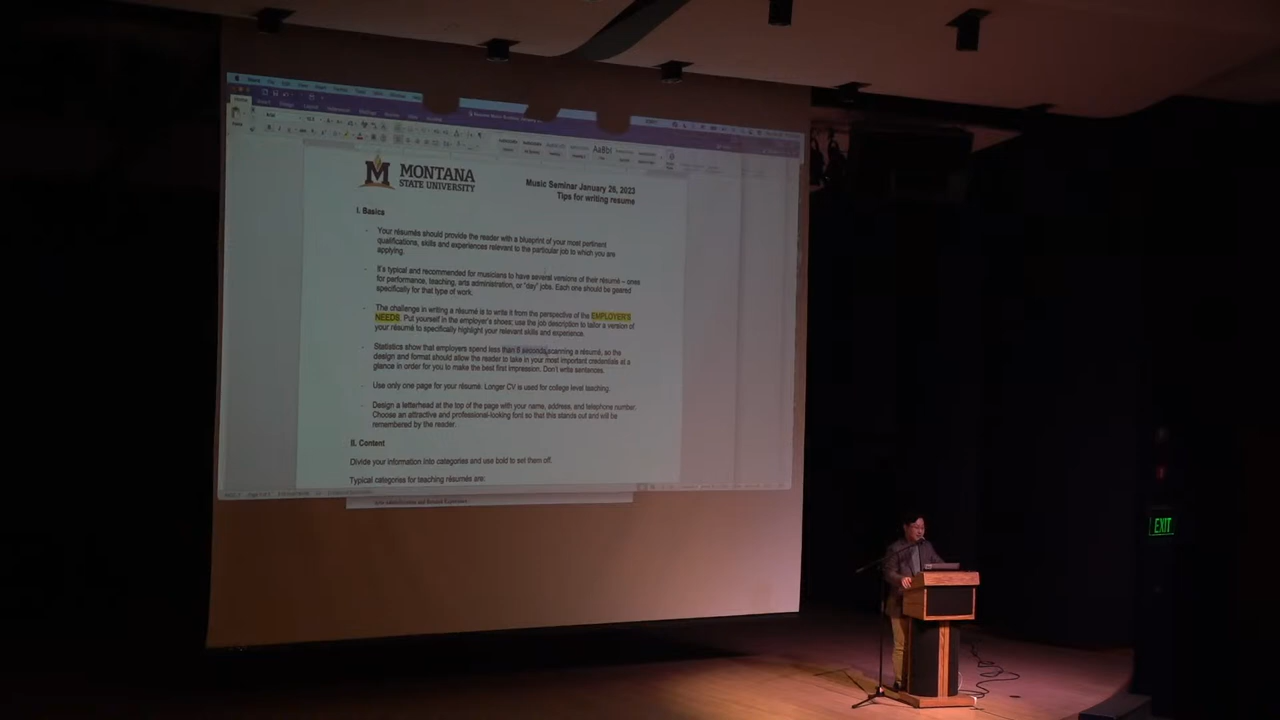 MONTANA
STATE UNIVERSITY
Music Seminar January 26, 2023
Tips for writing resume
I. Basics
- Your résumés should provide the reader with a blueprint of your most pertinent
qualifications, skills and experiences relevant to the particular job to which you are
applying.
- It's typical and recommended for musicians to have several versions of their résumé – ones
for performance, teaching, arts administration, or "day" jobs. Each one should be geared
specifically for that type of work.
- The challenge in writing a résumé is to write it from the perspective of the EMPLOYER'S
NEEDS. Put yourself in the employer's shoes; use the job description to tailor a version of
your résumé to specifically highlight your relevant skills and experience.
- Statistics show that employers spend less than 8 seconds scanning a résumé, so the
design and format should allow the reader to take in your most important credentials at a
glance in order for you to make the best first impression. Don't write sentences.
- Use only one page for your résumé. Longer CV is used for college level teaching.
- Design a letterhead at the top of the page with your name, address, and telephone number.
Choose an attractive and professional-looking font so that this stands out and will be
remembered by the reader.
II. Content
Divide your information into categories and use bold to set them off.
Typical categories for teaching résumés are:
EXIT